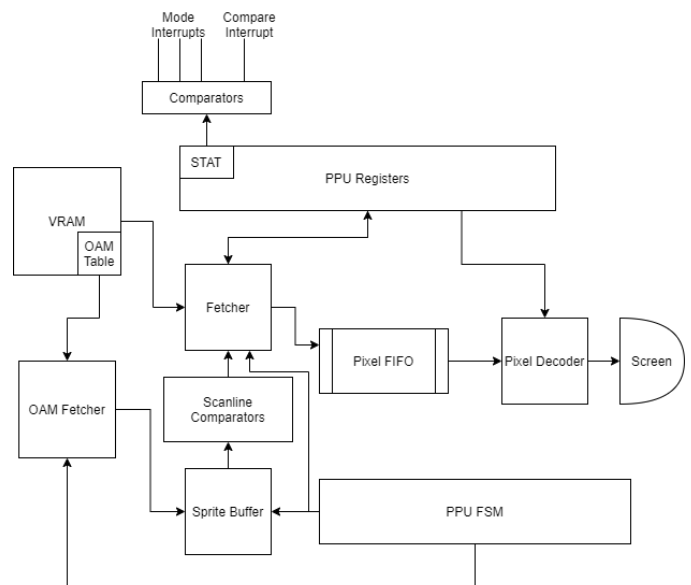 Mode
Interrupts
Compare
Interrupt
Comparators
STAT
PPU Registers
VRAM
OAM
Table
Fetcher
Pixel FIFO
Pixel Decoder
Screen
OAM Fetcher
Scanline
Comparators
Sprite Buffer
PPU FSM